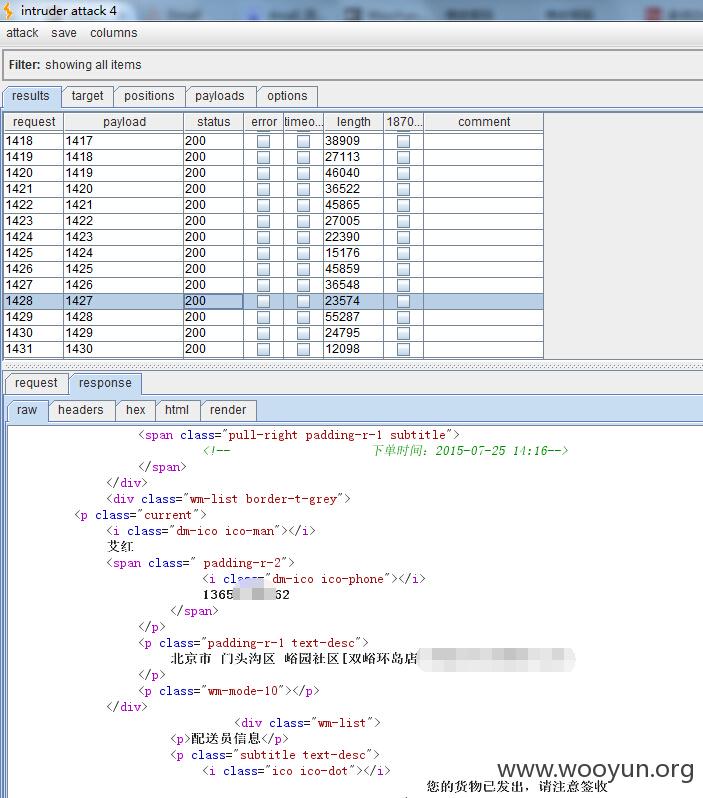 intruder attack 4
attack save columns
Filter: showing all items
results target positions payloads options
request payload status error timeo... length 1870... comment
1418 1417 200 38909
1419 1418 200 27113
1420 1419 200 46040
1421 1420 200 36522
1422 1421 200 45865
1423 1422 200 27005
1424 1423 200 22390
1425 1424 200 15176
1426 1425 200 45859
1427 1426 200 36548
1428 1427 200 23574
1429 1428 200 55287
1430 1429 200 24795
1431 1430 200 12098
request response
raw headers hex html render
<span class="pull-right padding-r-1 subtitle">
<!-- 下单时间：2015-07-25 14:16-->
</span>
</div>
<div class="wm-list border-t-grey">
<p class="current">
<i class="dm-ico ico-man"></i>
艾红
<span class=" padding-r-2">
<i class="dm-ico ico-phone"></i>
1365 62
</span>
</p>
<p class="padding-r-1 text-desc">
北京市 门头沟区 峪园社区[双峪环岛店
</p>
<p class="wm-mode-10"></p>
</div>
<div class="wm-list">
<p>配送员信息</p>
<p class="subtitle text-desc">
<i class="ico ico-dot"></i>
您的货物已发出，请注意签收
www.wooyun.org